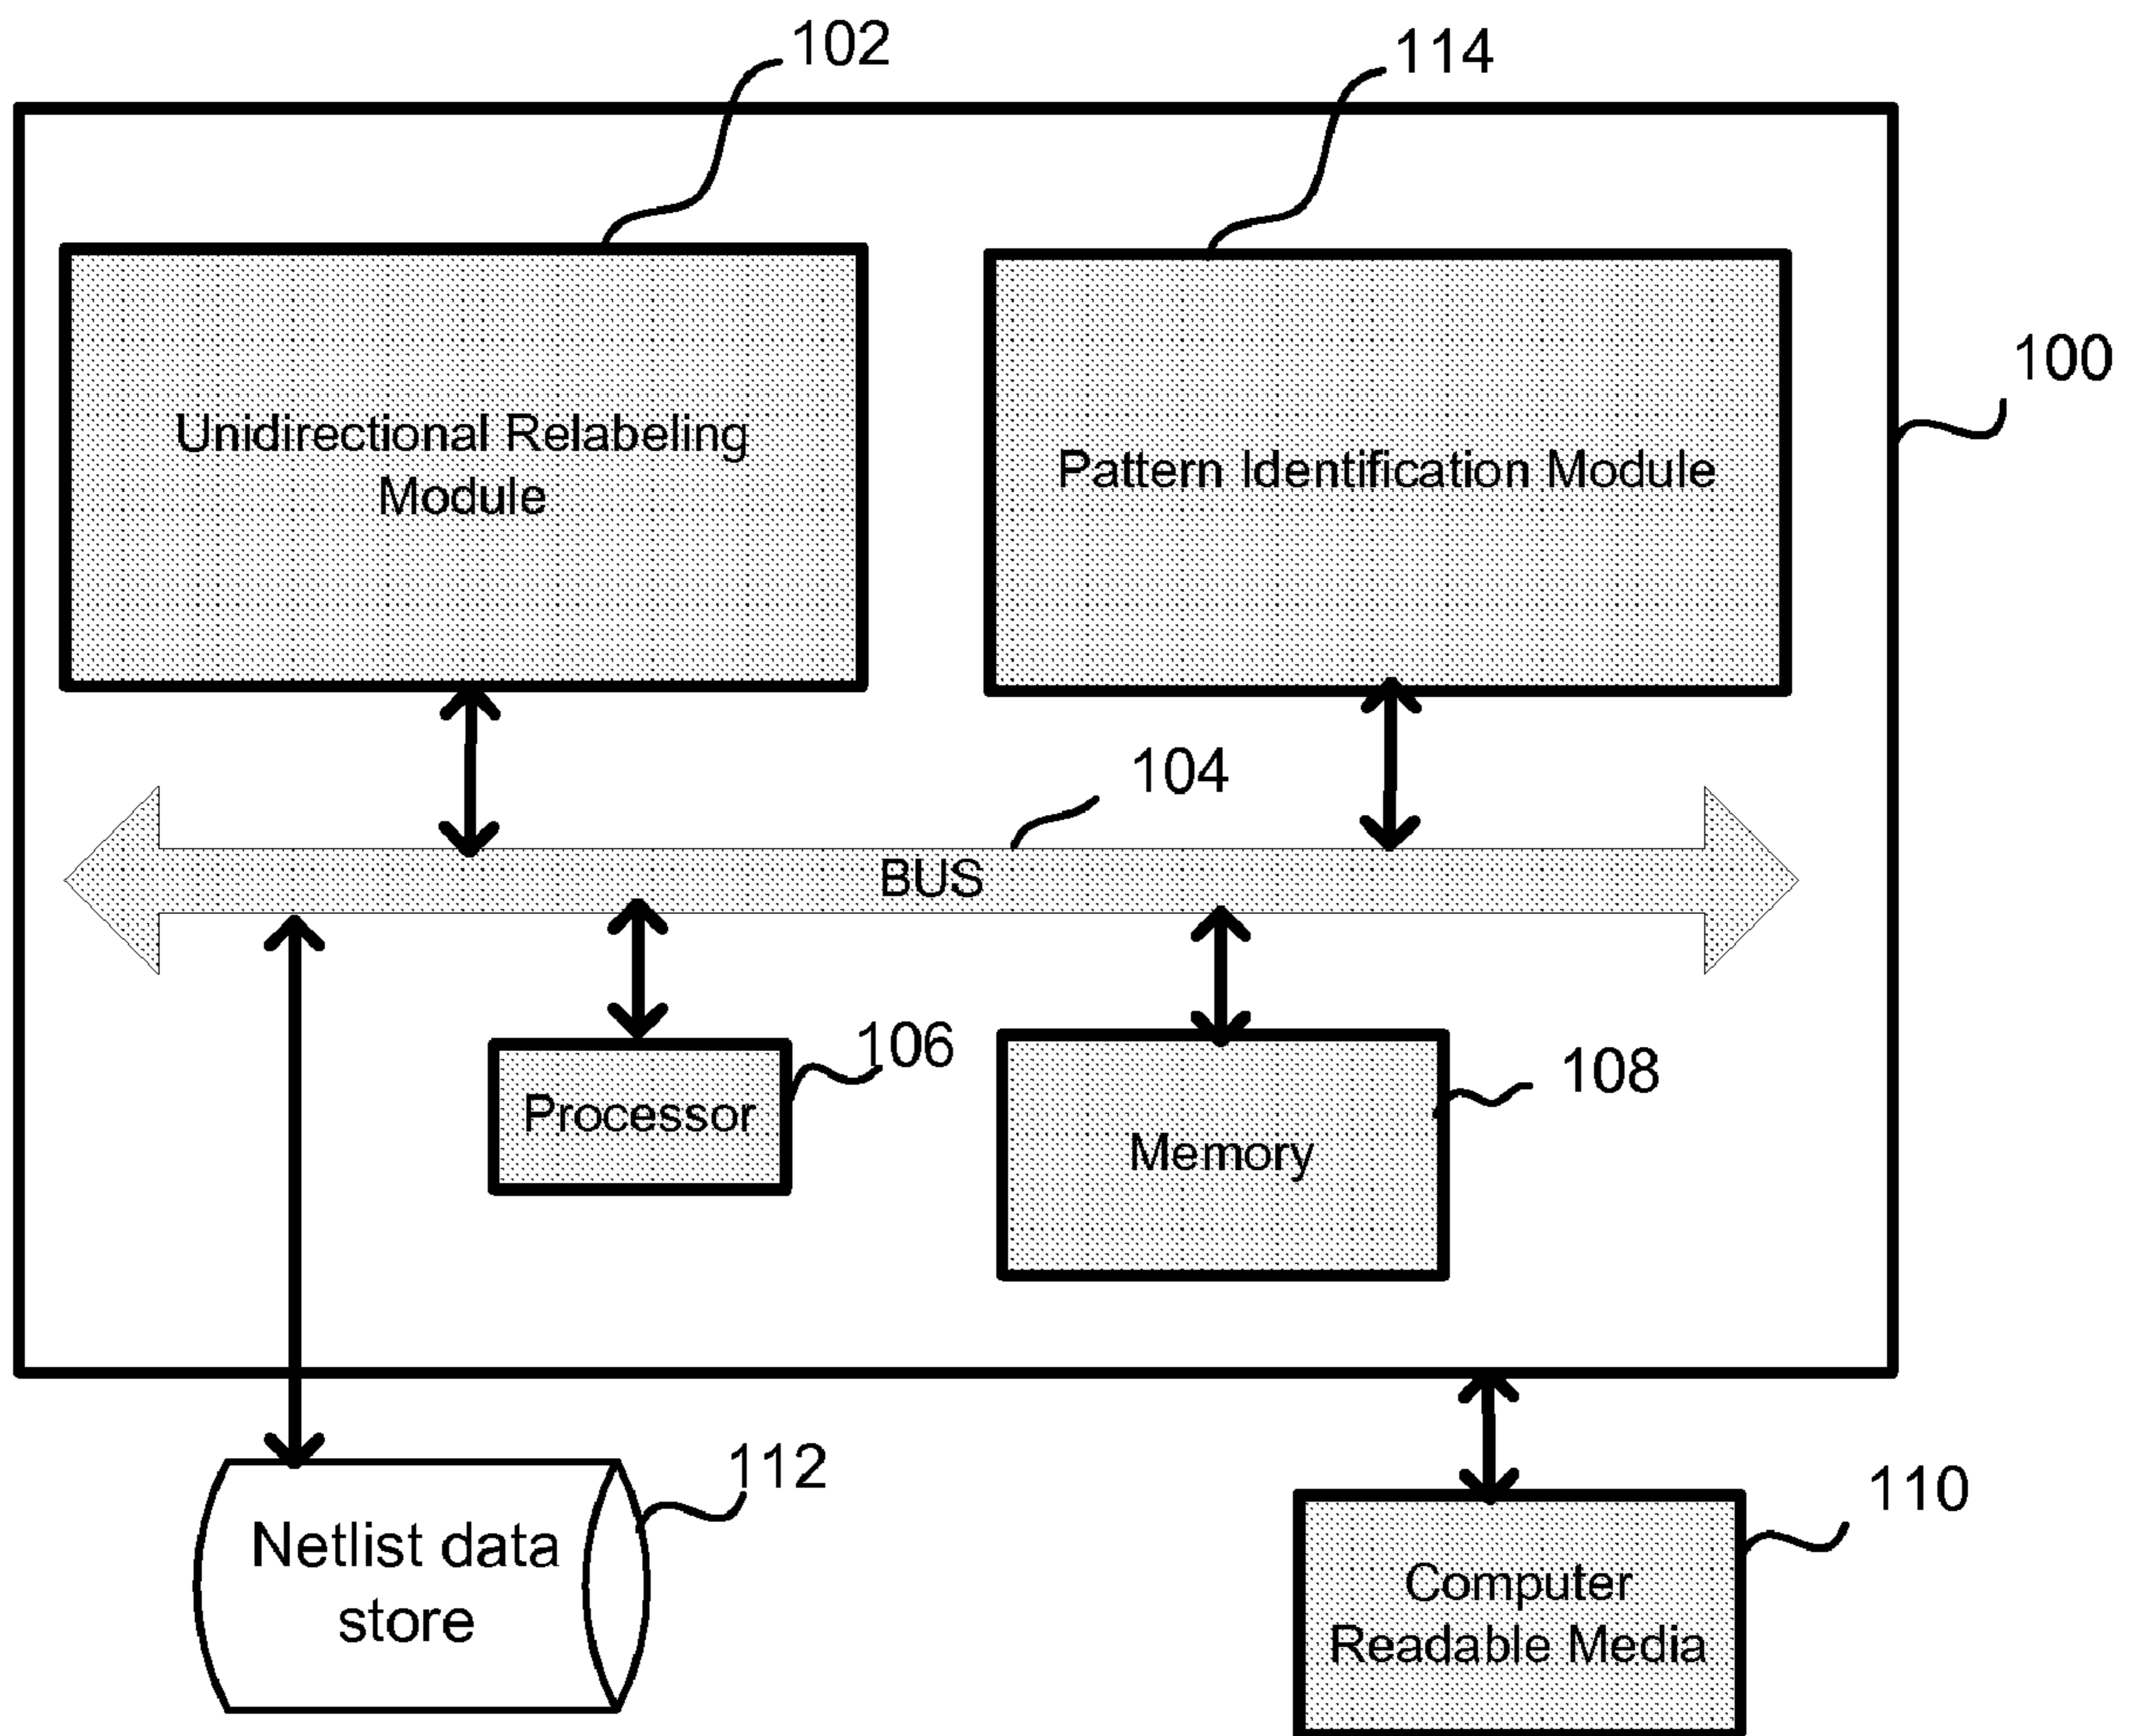 102
114
100
Unidirectional Relabeling
Module
Pattern Identification Module
104
BUS
106
Processor
108
Memory
112
Netlist data
store
110
Computer
Readable Media